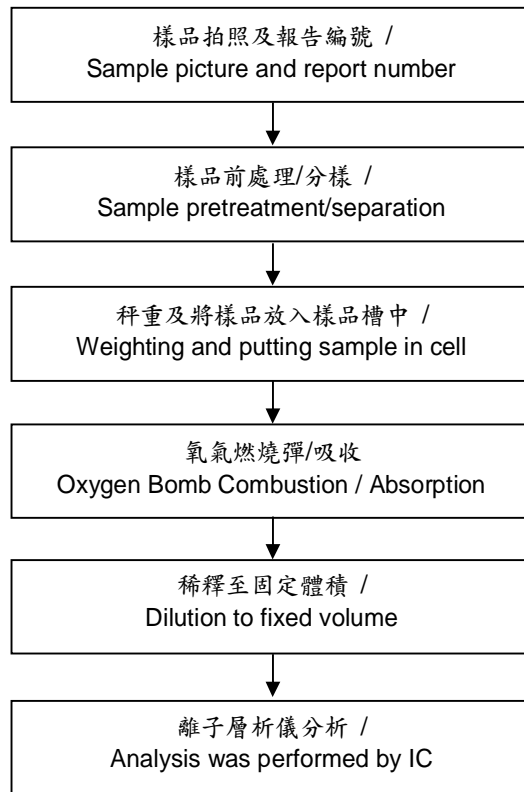 樣品拍照及報告編號 /
Sample picture and report number
樣品前處理/分樣 /
Sample pretreatment/separation
秤重及將樣品放入樣品槽中 /
Weighting and putting sample in cell
氧氣燃燒彈/吸收
Oxygen Bomb Combustion / Absorption
稀釋至固定體積 /
Dilution to fixed volume
離子層析儀分析 /
Analysis was performed by IC